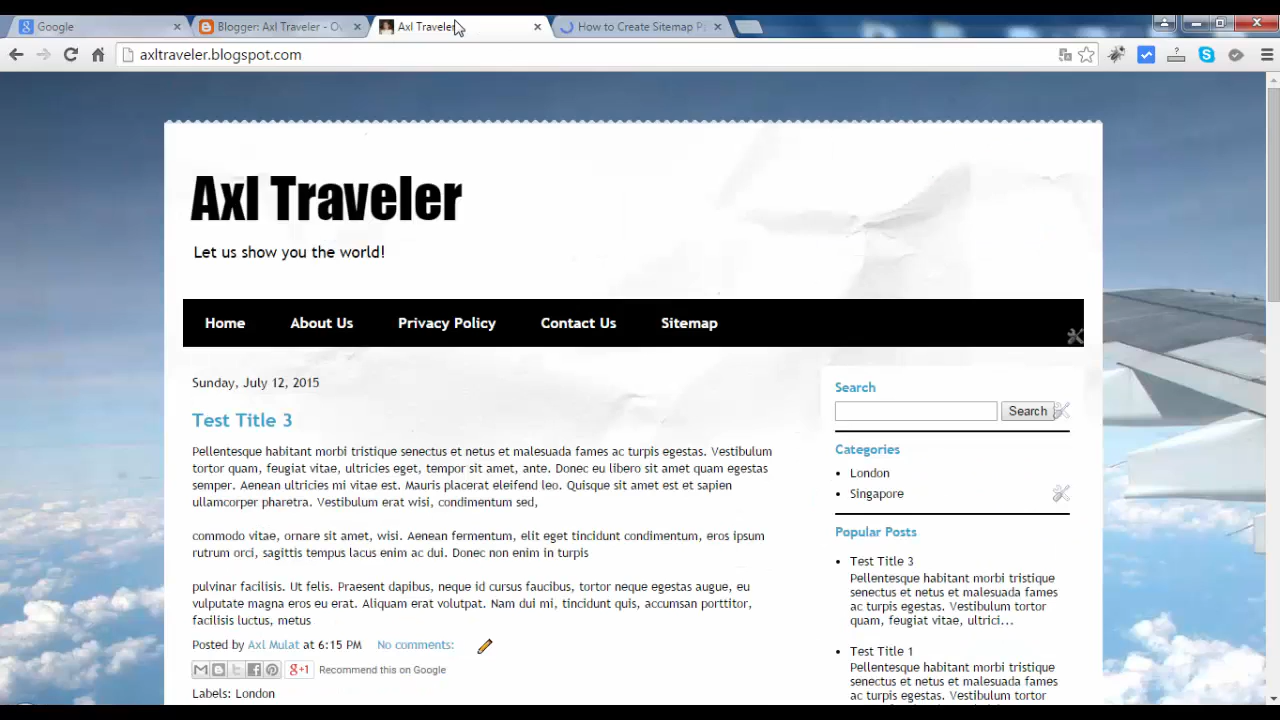 Google
Blogger: Axl Traveler - Ov
Axl Traveler
How to Create Sitemap Pa
axltraveler.blogspot.com
Axl Traveler
Let us show you the world!
Home About Us Privacy Policy Contact Us Sitemap
Sunday, July 12, 2015
Test Title 3
Pellentesque habitant morbi tristique senectus et netus et malesuada fames ac turpis egestas. Vestibulum
tortor quam, feugiat vitae, ultricies eget, tempor sit amet, ante. Donec eu libero sit amet quam egestas
semper. Aenean ultricies mi vitae est. Mauris placerat eleifend leo. Quisque sit amet est et sapien
ullamcorper pharetra. Vestibulum erat wisi, condimentum sed,
commodo vitae, ornare sit amet, wisi. Aenean fermentum, elit eget tincidunt condimentum, eros ipsum
rutrum orci, sagittis tempus lacus enim ac dui. Donec non enim in turpis
pulvinar facilisis. Ut felis. Praesent dapibus, neque id cursus faucibus, tortor neque egestas augue, eu
vulputate magna eros eu erat. Aliquam erat volutpat. Nam dui mi, tincidunt quis, accumsan porttitor,
facilisis luctus, metus
Posted by Axl Mulat at 6:15 PM No comments:
g+1 Recommend this on Google
Labels: London
Search
Search
Categories
London
Singapore
Popular Posts
Test Title 3
Pellentesque habitant morbi tristique
senectus et netus et malesuada fames
ac turpis egestas. Vestibulum tortor
quam, feugiat vitae, ultrici...
Test Title 1
Pellentesque habitant morbi tristique
senectus et netus et malesuada fames
ac turpis egestas. Vestibulum tortor